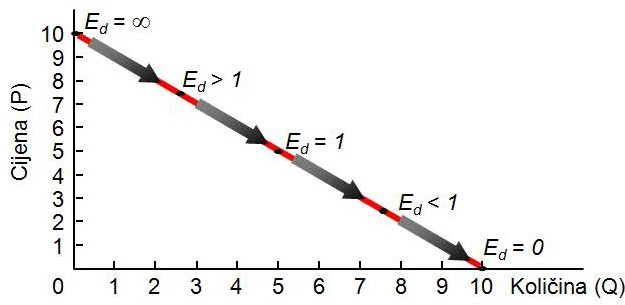 E_d = ∞
E_d > 1
E_d = 1
E_d < 1
E_d = 0
Cijena (P)
10
9
8
7
6
5
4
3
2
1
0 1 2 3 4 5 6 7 8 9 10 Količina (Q)